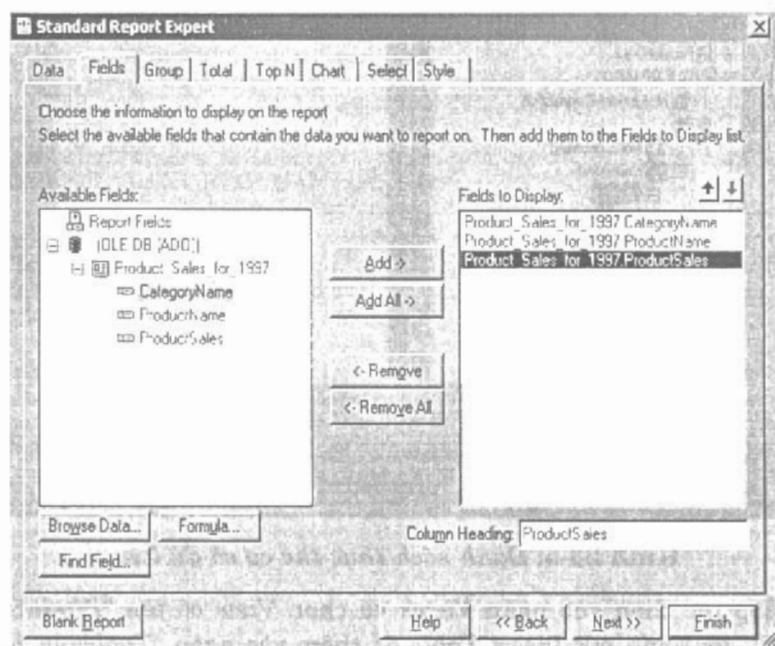 Standard Report Expert
Data Fields Group Total Top N Chart Select Style
Choose the information to display on the report
Select the available fields that contain the data you want to report on. Then add them to the Fields to Display list.
Available Fields:
Report Fields
(OLE DB (ADO))
Product_Sales_for_1997
CategoryName
ProductName
ProductSales
Add ->
Add All ->
<- Remove
<- Remove All
Fields to Display:
Product_Sales_for_1997.CategoryName
Product_Sales_for_1997.ProductName
Product_Sales_for_1997.ProductSales
Browse Data...
Formula...
Find Field...
Column Heading: ProductSales
Blank Report
Help
<< Back
Next >>
Finish